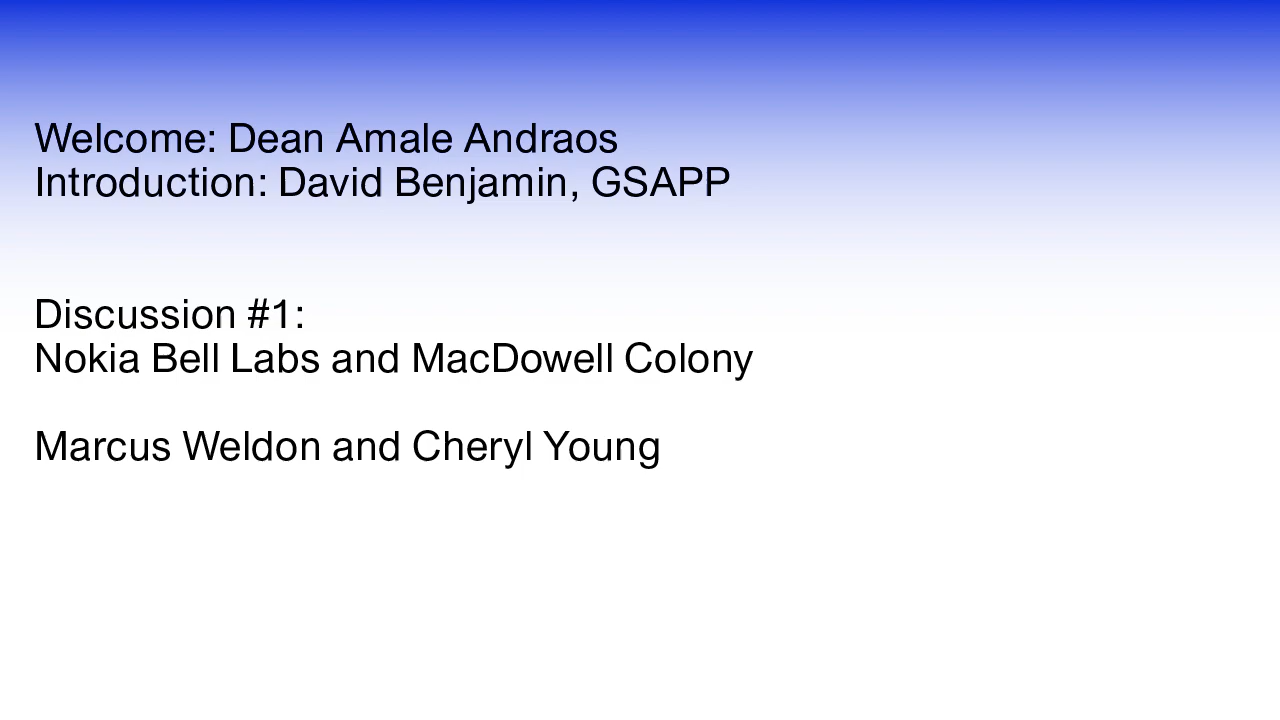 Welcome: Dean Amale Andraos
Introduction: David Benjamin, GSAPP
Discussion #1:
Nokia Bell Labs and MacDowell Colony
Marcus Weldon and Cheryl Young